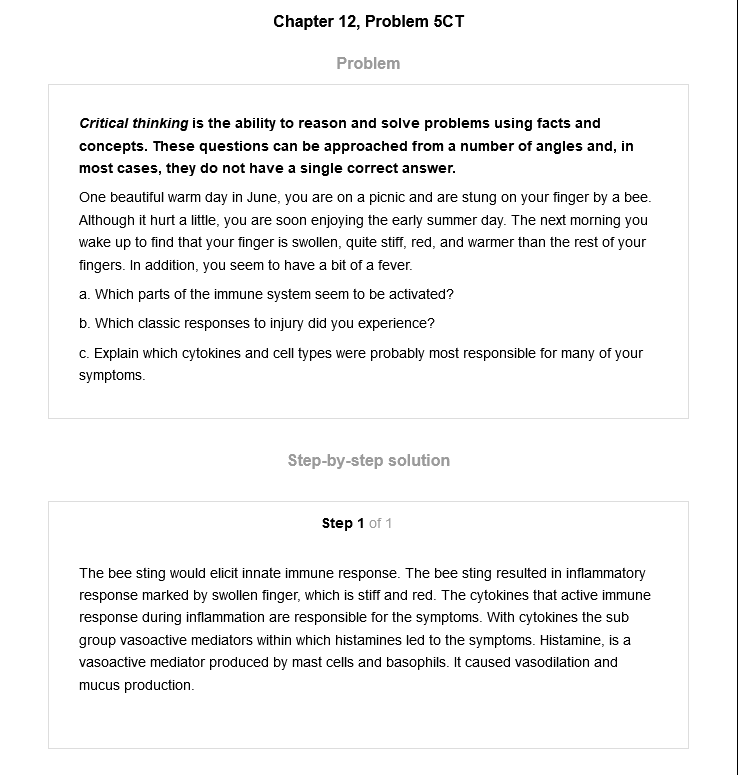 Chapter 12, Problem 5CT
Problem
Critical thinking is the ability to reason and solve problems using facts and
concepts. These questions can be approached from a number of angles and, in
most cases, they do not have a single correct answer.
One beautiful warm day in June, you are on a picnic and are stung on your finger by a bee.
Although it hurt a little, you are soon enjoying the early summer day. The next morning you
wake up to find that your finger is swollen, quite stiff, red, and warmer than the rest of your
fingers. In addition, you seem to have a bit of a fever.
a. Which parts of the immune system seem to be activated?
b. Which classic responses to injury did you experience?
c. Explain which cytokines and cell types were probably most responsible for many of your
symptoms.
Step-by-step solution
Step 1 of 1
The bee sting would elicit innate immune response. The bee sting resulted in inflammatory
response marked by swollen finger, which is stiff and red. The cytokines that active immune
response during inflammation are responsible for the symptoms. With cytokines the sub
group vasoactive mediators within which histamines led to the symptoms. Histamine, is a
vasoactive mediator produced by mast cells and basophils. It caused vasodilation and
mucus production.